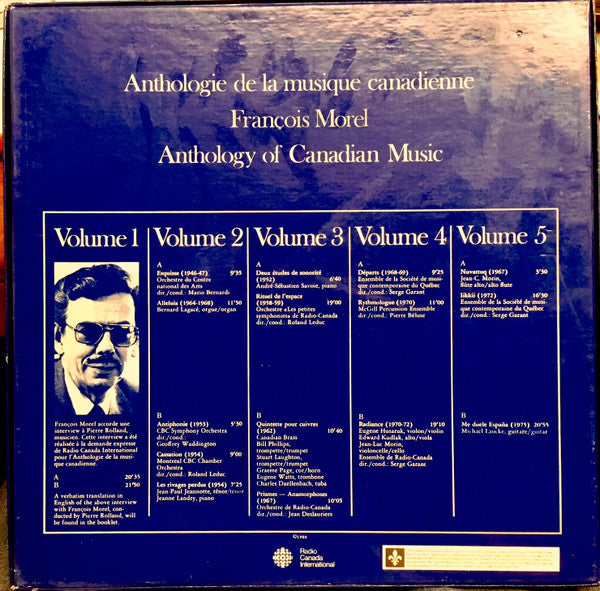 Anthologie de la musique canadienne
François Morel
Anthology of Canadian Music
Volume 1
François Morel accorde une
interview à Pierre Rolland,
musicien. Cette interview a été
réalisée à la demande expresse
de Radio Canada International
pour l'Anthologie de la musi-
que canadienne.
A 20'35
B 21'50
A verbatim translation in
English of the above interview
with François Morel, con-
ducted by Pierre Rolland, will
be found in the booklet.
Volume 2
A
Esquisse (1946-47) 9'35
Orchestre du Centre
national des Arts
dir./cond.: Mario Bernardi
Alleluia (1964-1968) 11'50
Bernard Lagacé, orgue/organ
B
Antiphonie (1953) 5'30
CBC Symphony Orchestra
dir./cond.:
Geoffrey Waddington
Cassation (1954) 9'00
Montreal CBC Chamber
Orchestra
dir./cond.: Roland Leduc
Les rivages perdus (1954) 7'25
Jean-Paul Jeannotte, ténor/tenor
Jeanne Landry, piano
Volume 3
A
Deux études de sonorité
(1952) 6'40
André-Sébastien Savoie, piano
Rituel de l'espace
(1958-59) 19'00
Orchestre «Les petites
symphonies» de Radio-Canada
dir./cond.: Roland Leduc
B
Quintette pour cuivres
(1962) 10'40
Canadian Brass
Bill Phillips,
trompette/trumpet
Stuart Laughton,
trompette/trumpet
Graeme Page, cor/horn
Eugene Watts, trombone
Charles Daellenbach, tuba
Prismes — Anamorphoses
(1967) 10'05
Orchestre de Radio-Canada
dir./cond.: Jean Deslauriers
Volume 4
A
Départs (1968-69) 9'25
Ensemble de la Société de musi-
que contemporaine du Québec
dir./cond.: Serge Garant
Rythmologue (1970) 11'00
McGill Percussion Ensemble
dir./cond.: Pierre Béluse
B
Radiance (1970-72) 19'10
Eugene Husaruk, violon/violin
Edward Kudlak, alto/viola
Jean-Luc Morin,
violoncelle/cello
Ensemble de Radio-Canada
dir./cond.: Serge Garant
Volume 5
A
Nuvattuq (1967) 3'50
Jean-C. Morin,
flûte alto/alto flute
Iikkii (1972) 16'30
Ensemble de la Société de musi-
que contemporaine du Québec
dir./cond.: Serge Garant
B
Me duele España (1975) 20'55
Michael Laucke, guitare/guitar
Radio
Canada
International